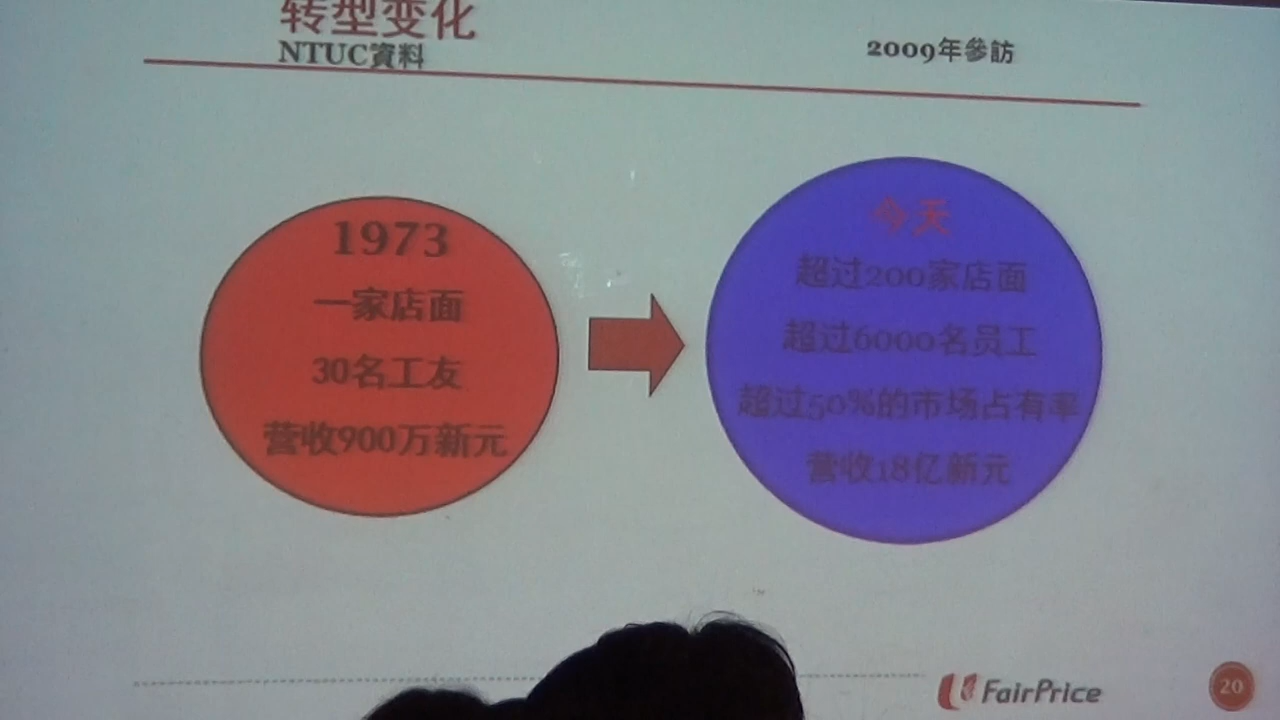 转型变化
NTUC資料
2009年參訪
1973
一家店面
30名工友
营收900万新元
今天
超过200家店面
超过6000名员工
超过50%的市场占有率
营收18亿新元
FairPrice
20